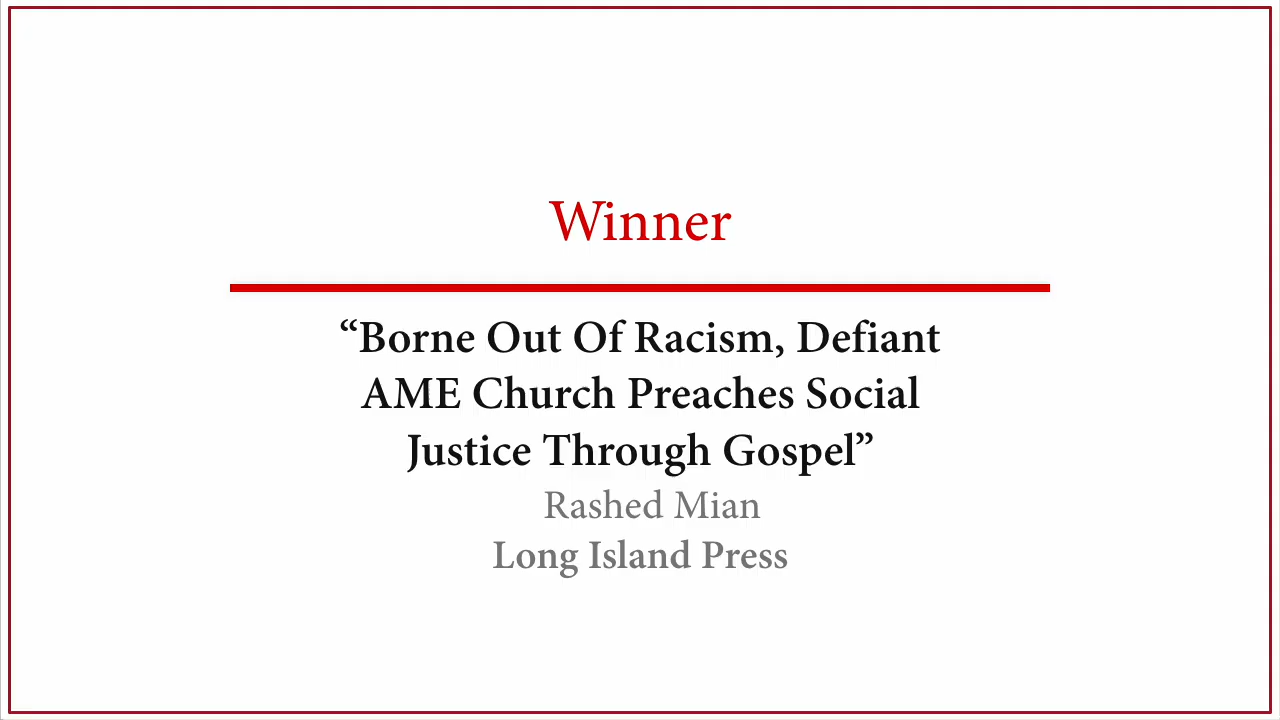 Winner
“Borne Out Of Racism, Defiant
AME Church Preaches Social
Justice Through Gospel”
Rashed Mian
Long Island Press